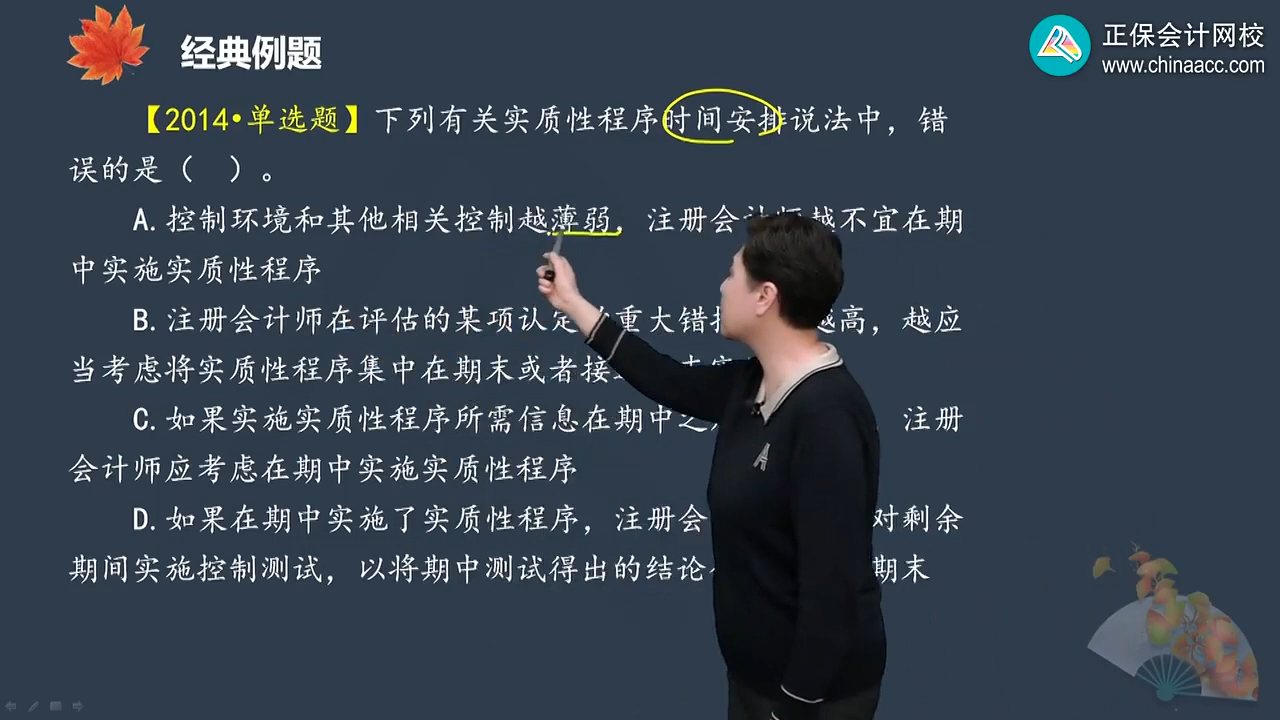 经典例题
正保会计网校
www.chinaacc.com
【2014•单选题】下列有关实质性程序时间安排说法中，错
误的是（ ）。
A.控制环境和其他相关控制越薄弱，注册会计师越不宜在期
中实施实质性程序
B.注册会计师在评估的某项认定的重大错报 越高，越应
当考虑将实质性程序集中在期末或者接
C.如果实施实质性程序所需信息在期中之 注册
会计师应考虑在期中实施实质性程序
D.如果在期中实施了实质性程序，注册会 对剩余
期间实施控制测试，以将期中测试得出的结论 期末
A